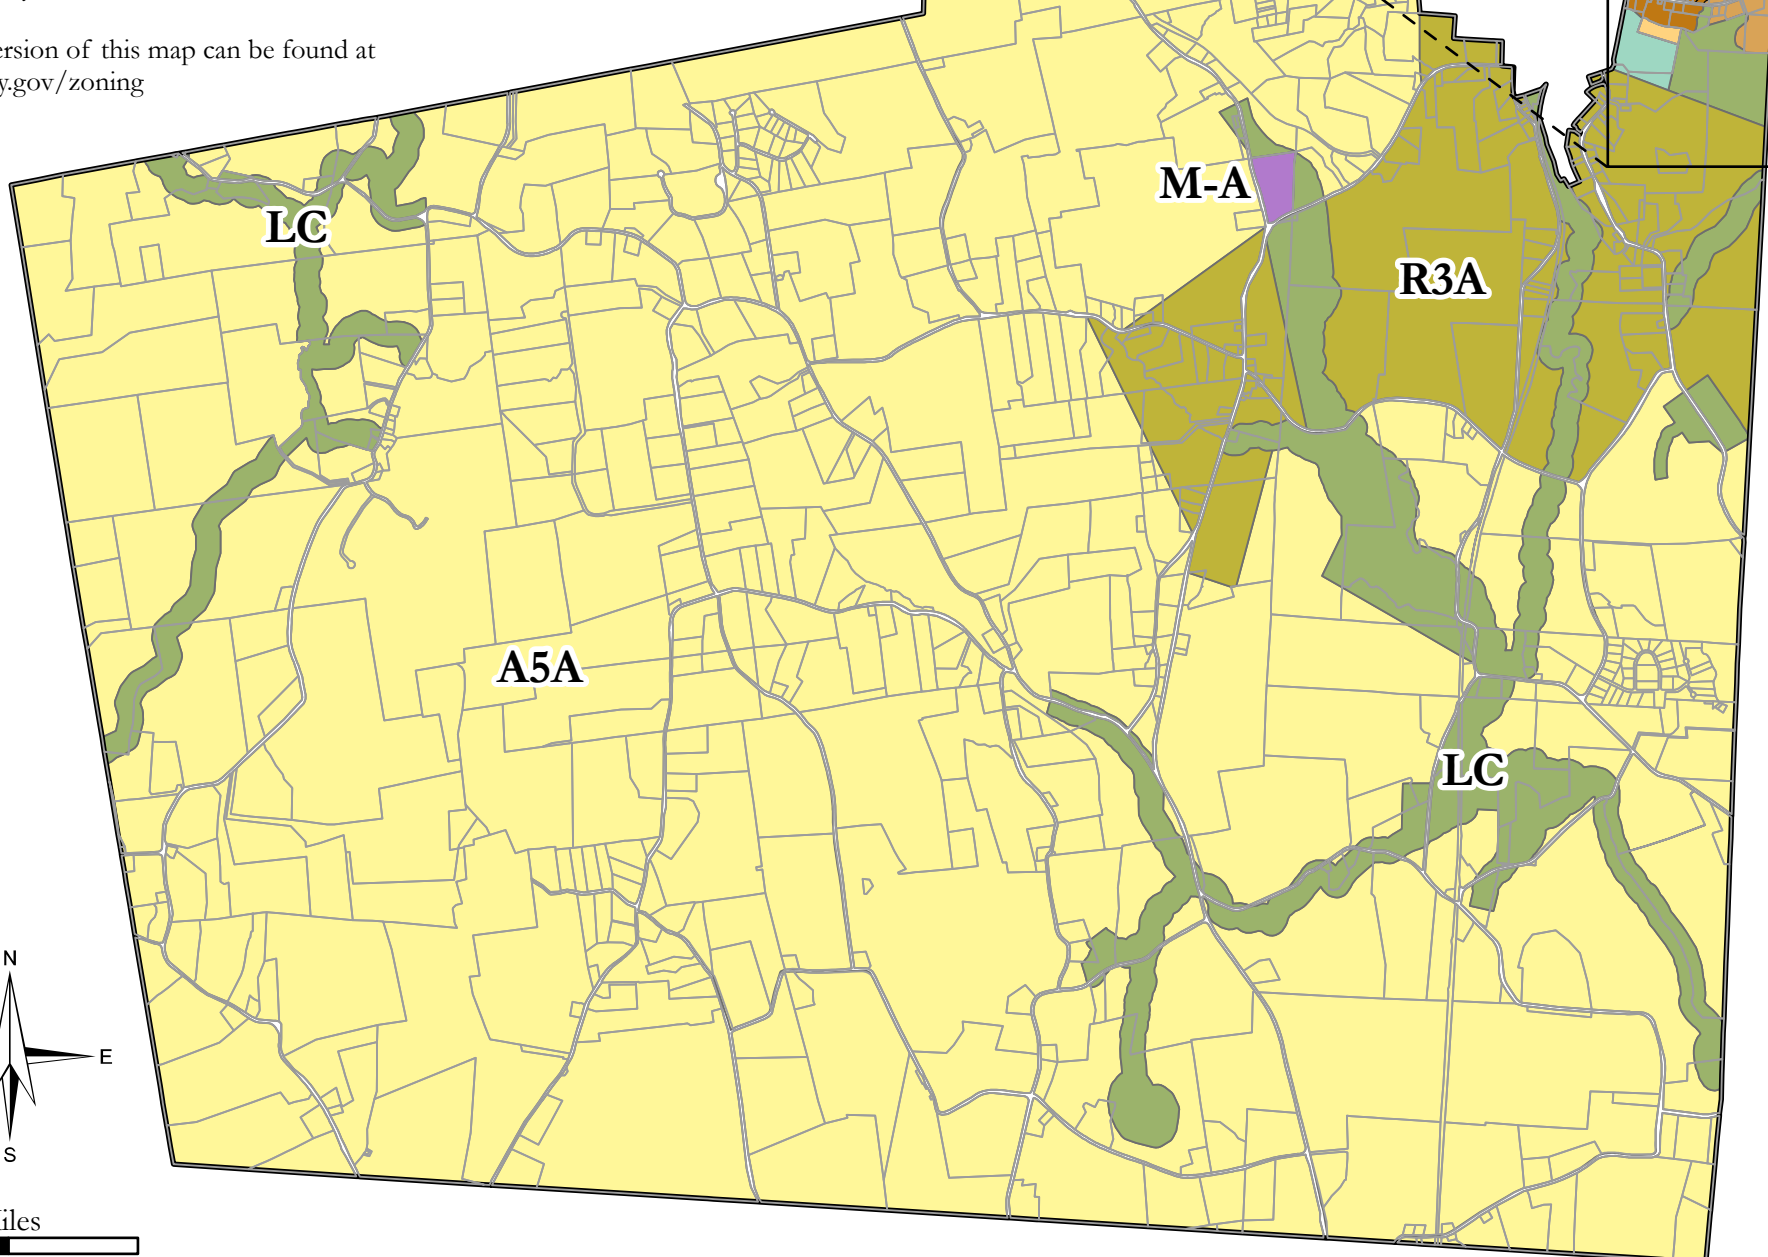 ersion of this map can be found at
y.gov/zoning
M-A
LC
R3A
A5A
LC
N
E
S
iles